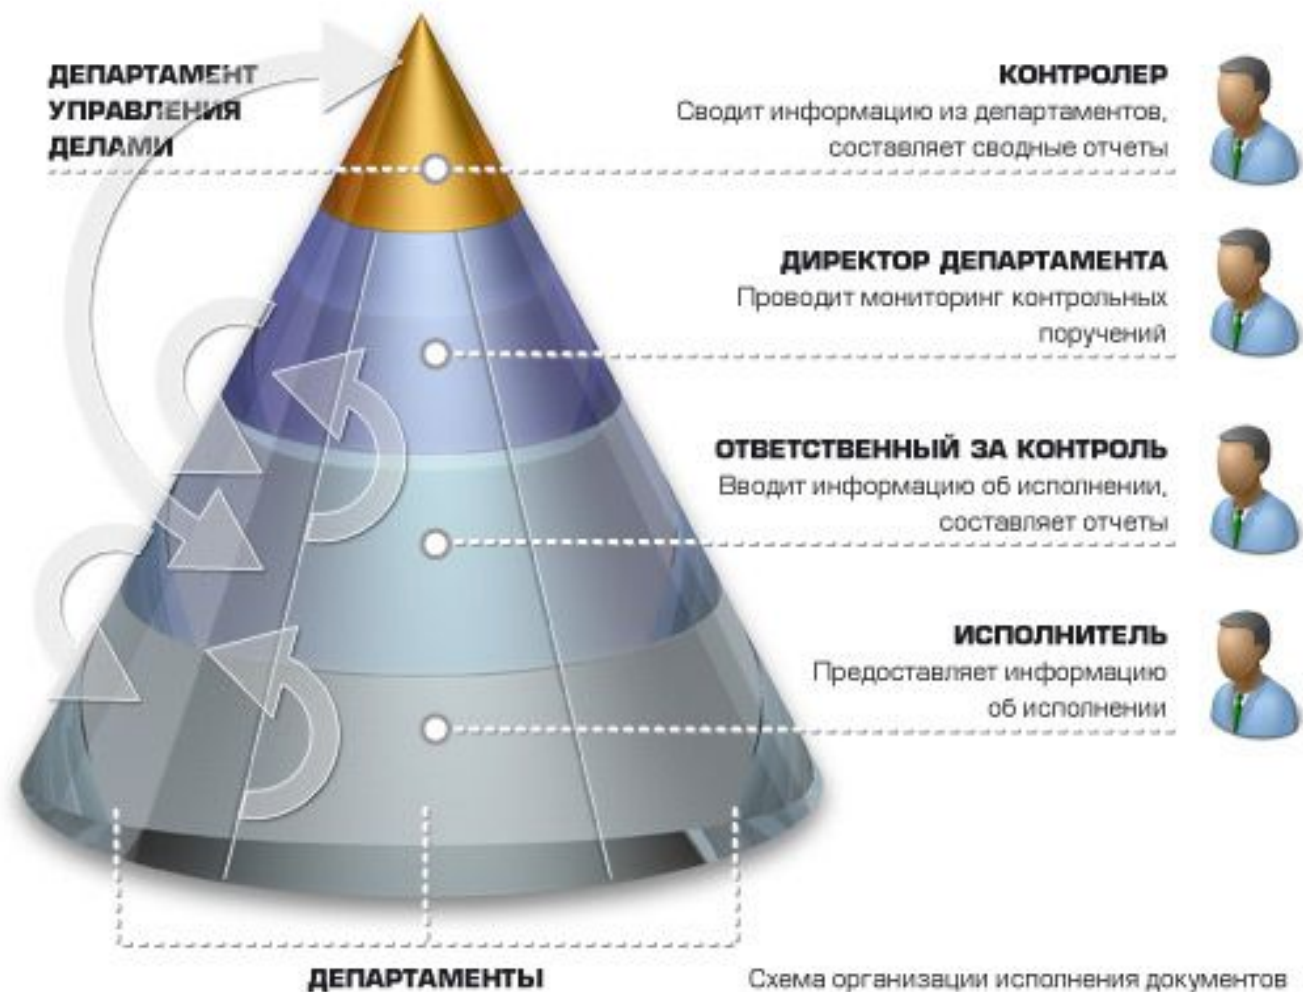 ДЕПАРТАМЕНТ
УПРАВЛЕНИЯ
ДЕЛАМИ
КОНТРОЛЕР
Сводит информацию из департаментов,
составляет сводные отчеты
ДИРЕКТОР ДЕПАРТАМЕНТА
Проводит мониторинг контрольных
поручений
ОТВЕТСТВЕННЫЙ ЗА КОНТРОЛЬ
Вводит информацию об исполнении,
составляет отчеты
ИСПОЛНИТЕЛЬ
Предоставляет информацию
об исполнении
ДЕПАРТАМЕНТЫ
Схема организации исполнения документов